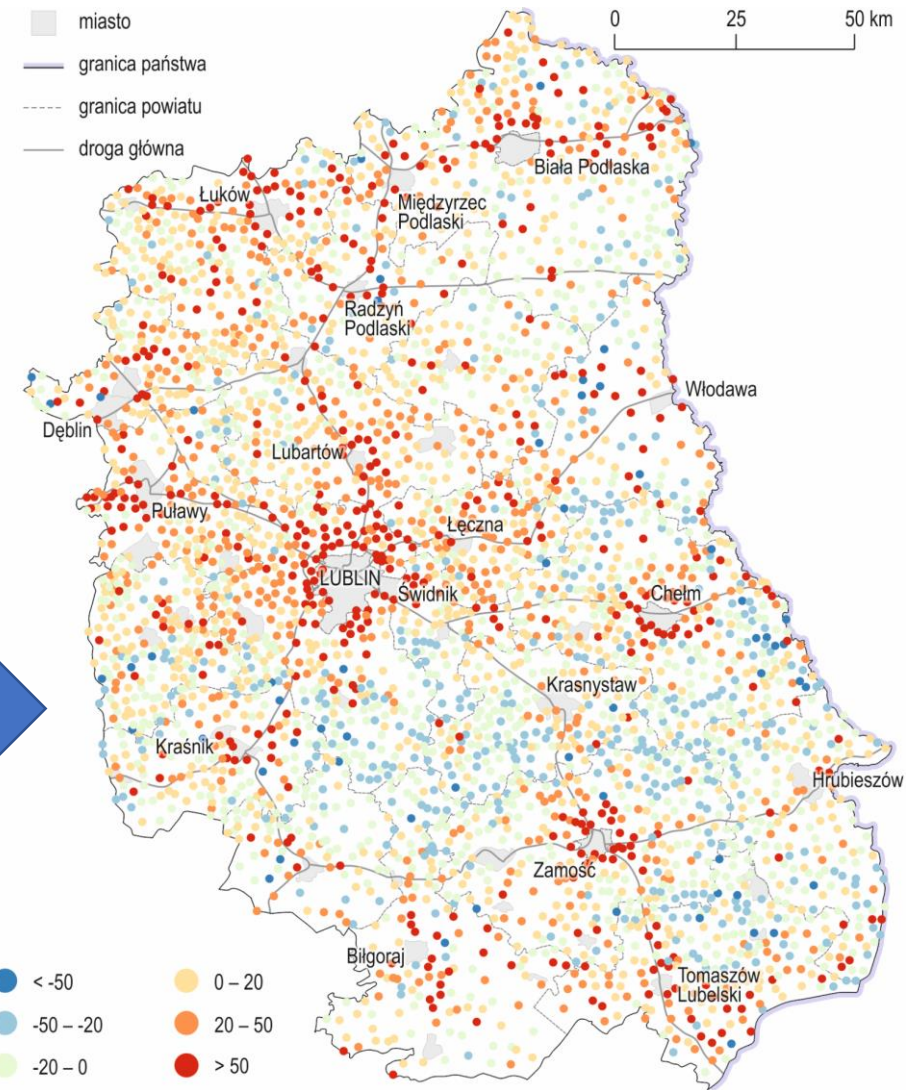 miasto
granica państwa
granica powiatu
droga główna
0 25 50 km
Biała Podlaska
Łuków
Międzyrzec
Podlaski
Radzyń
Podlaski
Włodawa
Dęblin
Lubartów
Puławy
Łęczna
LUBLIN
Świdnik
Chełm
Krasnystaw
Kraśnik
Hrubieszów
Zamość
Biłgoraj
Tomaszów
Lubelski
< -50
-50 – -20
-20 – 0
0 – 20
20 – 50
> 50